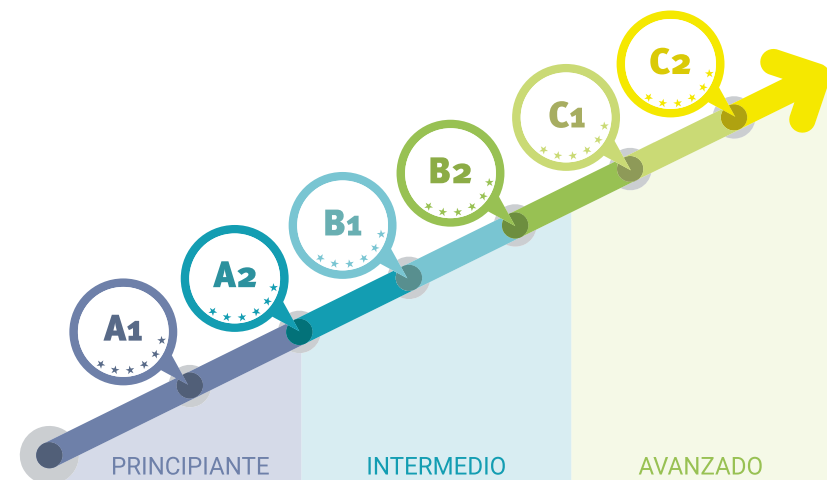 C2
C1
B2
B1
A2
A1
PRINCIPIANTE
INTERMEDIO
AVANZADO